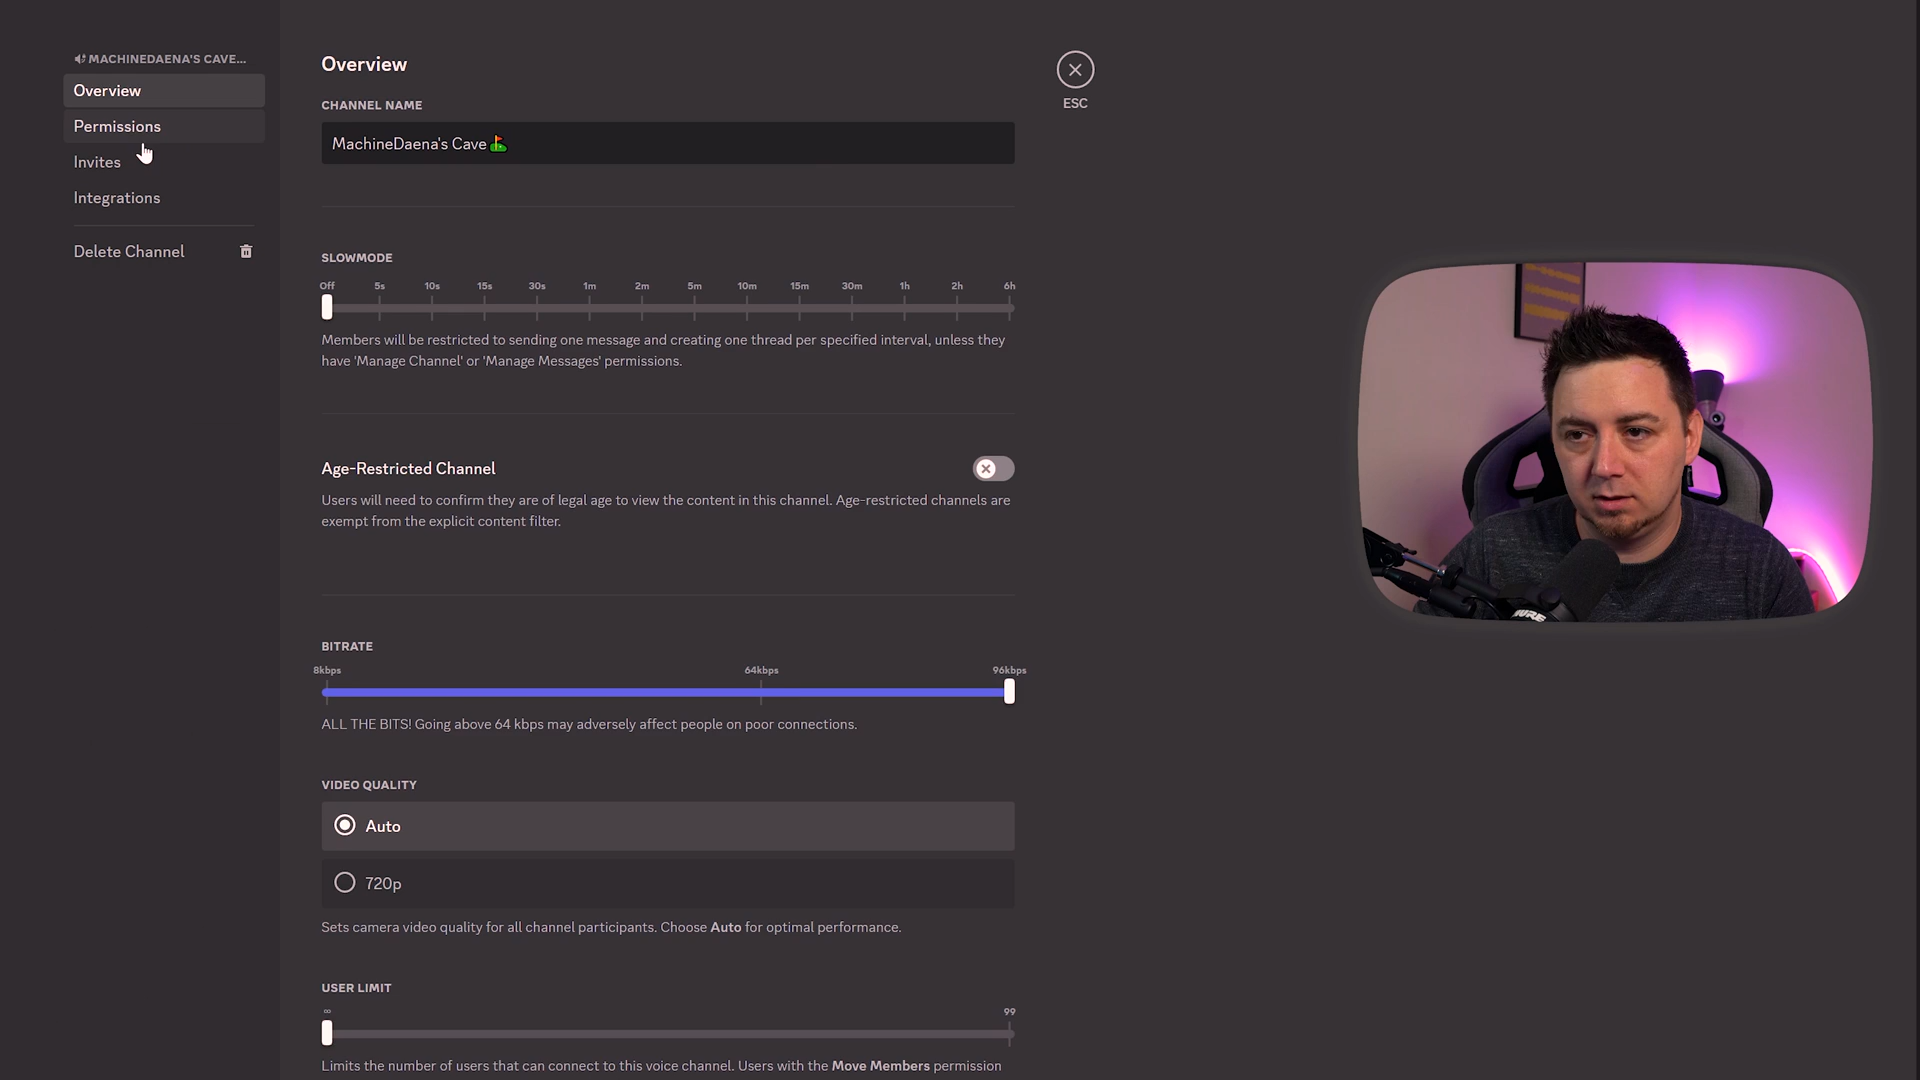 MACHINEDAENA'S CAVE...
Overview
Permissions
Invites
Integrations
Delete Channel
Overview
ESC
CHANNEL NAME
MachineDaena's Cave⛳
SLOWMODE
Off 5s 10s 15s 30s 1m 2m 5m 10m 15m 30m 1h 2h 6h
Members will be restricted to sending one message and creating one thread per specified interval, unless they
have 'Manage Channel' or 'Manage Messages' permissions.
Age-Restricted Channel
Users will need to confirm they are of legal age to view the content in this channel. Age-restricted channels are
exempt from the explicit content filter.
BITRATE
8kbps 64kbps 96kbps
ALL THE BITS! Going above 64 kbps may adversely affect people on poor connections.
VIDEO QUALITY
Auto
720p
Sets camera video quality for all channel participants. Choose Auto for optimal performance.
USER LIMIT
∞ 99
Limits the number of users that can connect to this voice channel. Users with the Move Members permission